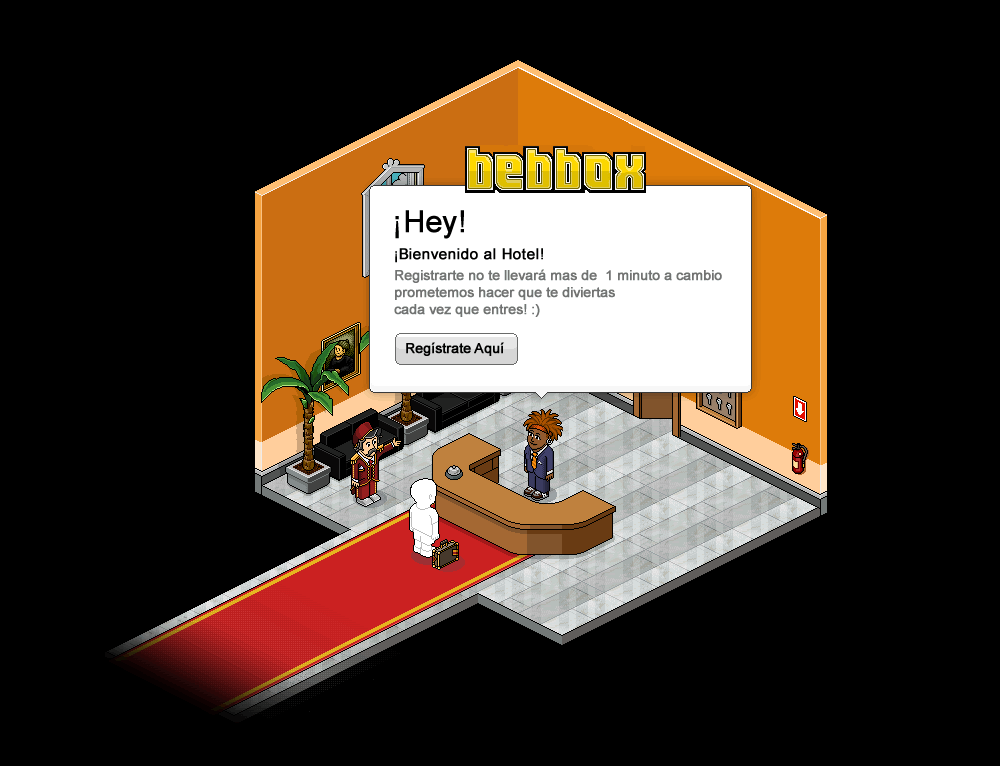 bebbox
¡Hey!
¡Bienvenido al Hotel!
Registrarte no te llevará mas de  1 minuto a cambio
prometemos hacer que te diviertas
cada vez que entres! :)
Regístrate Aquí